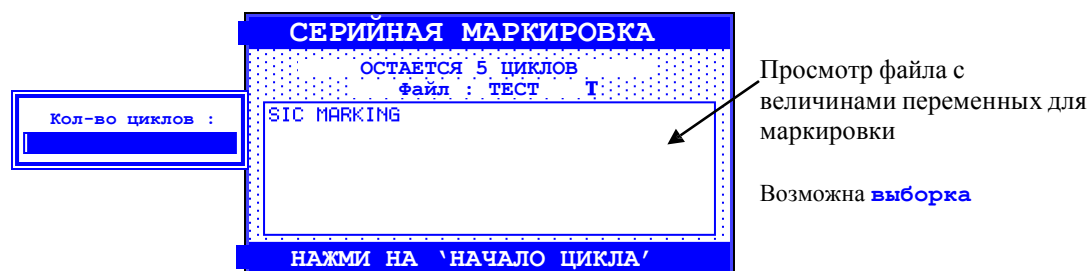 СЕРИЙНАЯ МАРКИРОВКА
ОСТАЕТСЯ 5 ЦИКЛОВ
Файл : ТЕСТ T
SIC MARKING
НАЖМИ НА ‘НАЧАЛО ЦИКЛА’
Кол-во циклов :
Просмотр файла с
величинами переменных для
маркировки
Возможна выборка